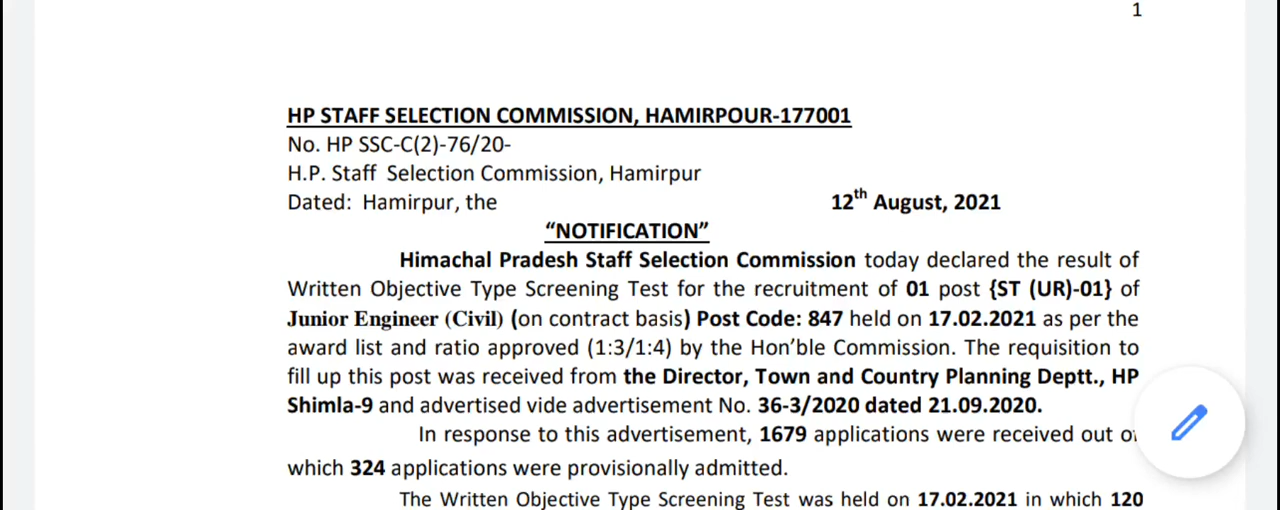 1
HP STAFF SELECTION COMMISSION, HAMIRPOUR-177001
No. HP SSC-C(2)-76/20-
H.P. Staff Selection Commission, Hamirpur
Dated: Hamirpur, the 12th August, 2021
“NOTIFICATION”
Himachal Pradesh Staff Selection Commission today declared the result of
Written Objective Type Screening Test for the recruitment of 01 post {ST (UR)-01} of
Junior Engineer (Civil) (on contract basis) Post Code: 847 held on 17.02.2021 as per the
award list and ratio approved (1:3/1:4) by the Hon’ble Commission. The requisition to
fill up this post was received from the Director, Town and Country Planning Deptt., HP
Shimla-9 and advertised vide advertisement No. 36-3/2020 dated 21.09.2020.
In response to this advertisement, 1679 applications were received out of
which 324 applications were provisionally admitted.
The Written Objective Type Screening Test was held on 17.02.2021 in which 120